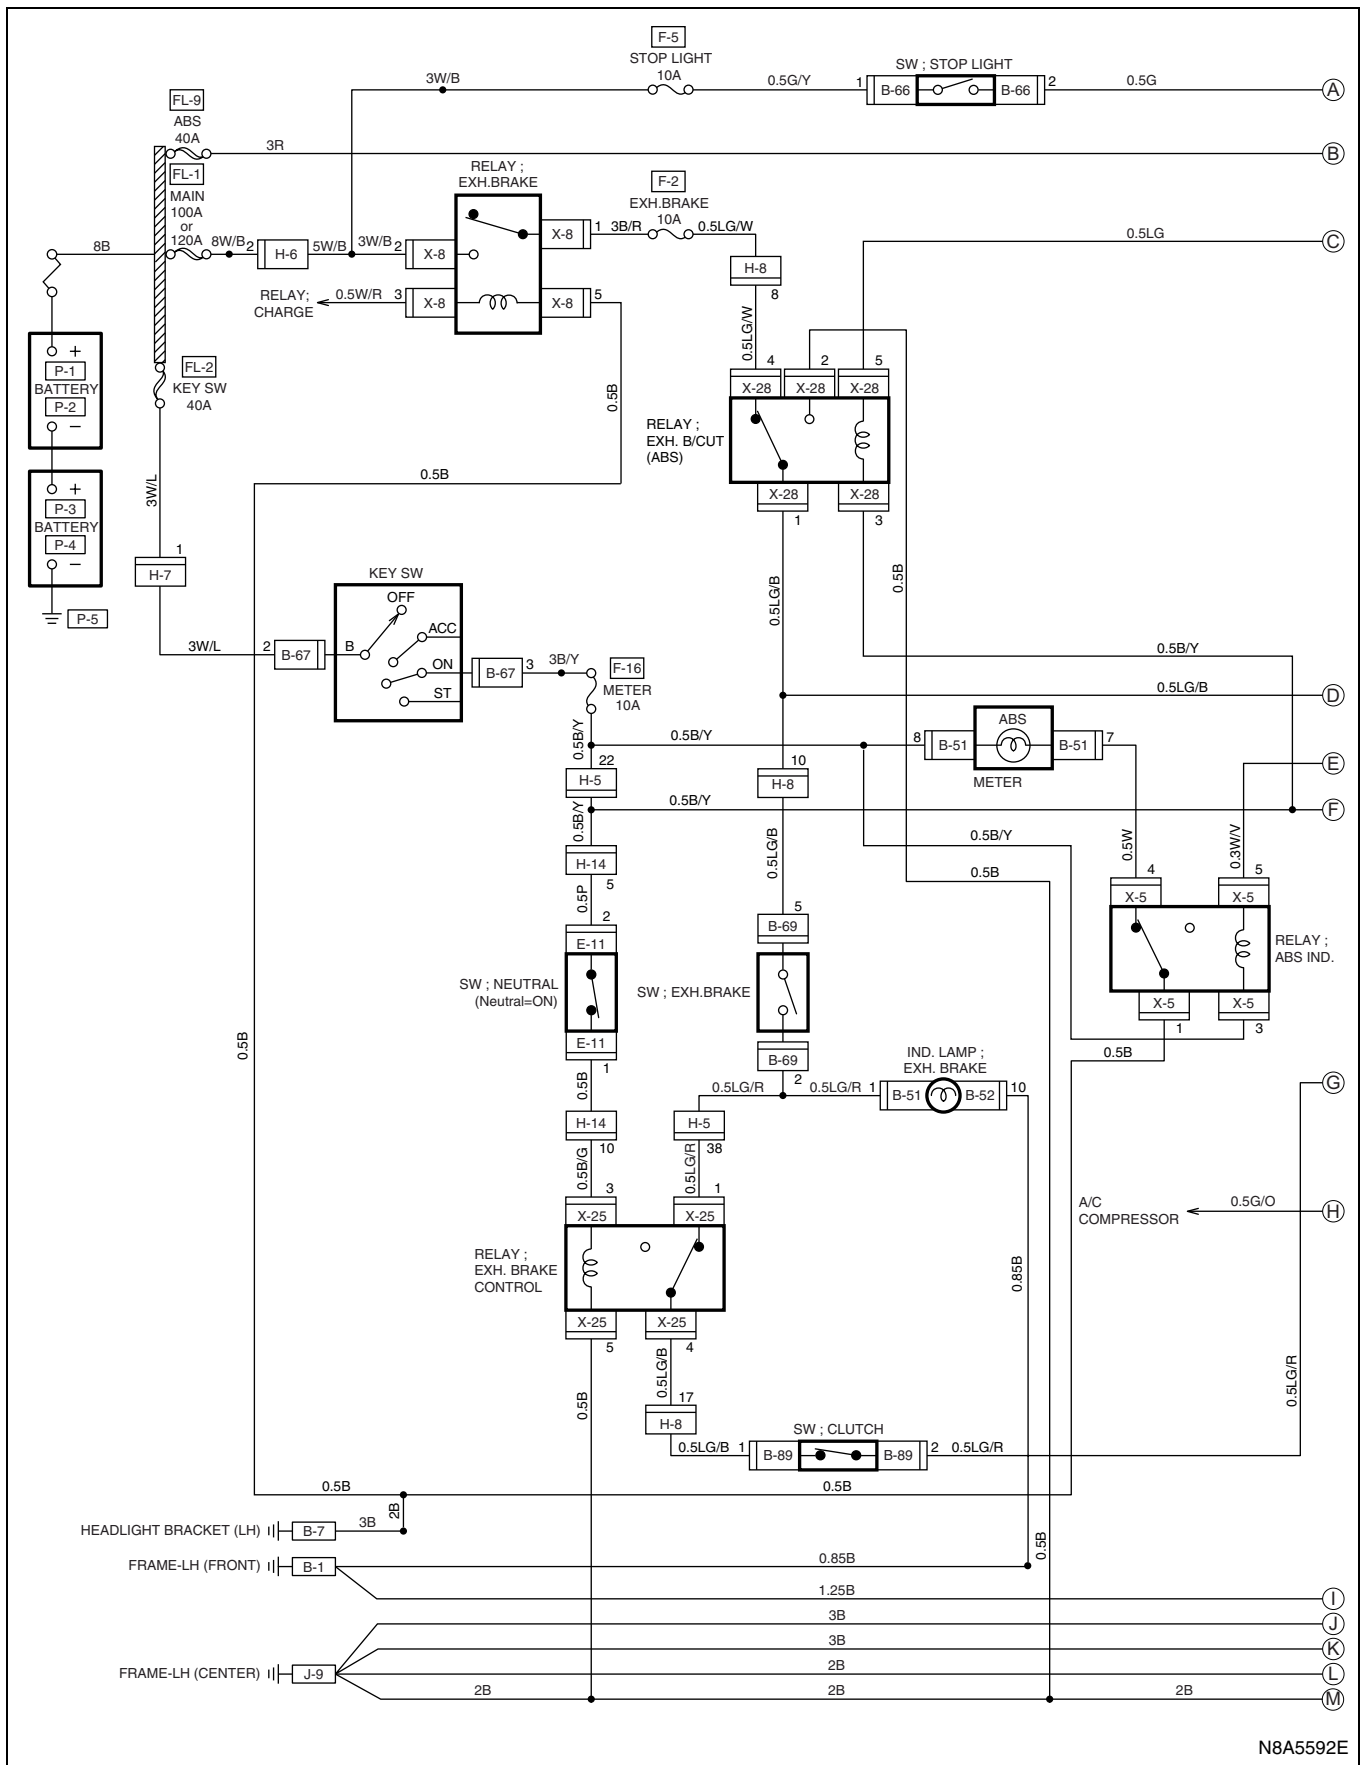 F-5
STOP LIGHT
10A
3W/B
0.5G/Y
1
B-66
SW ; STOP LIGHT
B-66
2
0.5G
A
FL-9
ABS
40A
3R
B
FL-1
MAIN
100A
or
120A
8B
8W/B
2
H-6
5W/B
3W/B
2
X-8
RELAY ;
EXH.BRAKE
X-8
1
3B/R
F-2
EXH.BRAKE
10A
0.5LG/W
0.5LG
C
RELAY;
CHARGE
0.5W/R
3
X-8
X-8
5
H-8
8
0.5LG/W
P-1
BATTERY
P-2
+
−
FL-2
KEY SW
40A
0.5B
4
2
5
X-28
X-28
X-28
RELAY ;
EXH. B/CUT
(ABS)
X-28
X-28
1
3
P-3
BATTERY
P-4
+
−
P-5
3W/L
0.5B
1
H-7
3W/L
2
B-67
KEY SW
B
OFF
ACC
ON
ST
B-67
3
3B/Y
F-16
METER
10A
0.5LG/B
0.5B
0.5B/Y
0.5LG/B
D
0.5B/Y
0.5B/Y
8
B-51
ABS
B-51
7
METER
22
H-5
10
H-8
E
0.5B/Y
0.5B/Y
F
0.5B/Y
H-14
5
0.5P
0.5LG/B
0.5B
0.5W
0.3W/V
4
5
X-5
X-5
RELAY ;
ABS IND.
X-5
X-5
1
3
2
E-11
SW ; NEUTRAL
(Neutral=ON)
E-11
1
5
B-69
SW ; EXH.BRAKE
B-69
2
0.5B
0.5B
0.5B
0.5LG/R
0.5LG/R
1
B-51
IND. LAMP ;
EXH. BRAKE
B-52
10
G
H-14
10
H-5
38
0.5B/G
0.5LG/R
3
1
X-25
X-25
RELAY ;
EXH. BRAKE
CONTROL
X-25
X-25
5
4
A/C
COMPRESSOR
0.5G/O
H
0.85B
0.5B
0.5LG/B
17
H-8
0.5LG/B
1
B-89
SW ; CLUTCH
B-89
2
0.5LG/R
0.5LG/R
0.5B
0.5B
2B
HEADLIGHT BRACKET (LH)
B-7
3B
FRAME-LH (FRONT)
B-1
0.85B
0.5B
1.25B
I
3B
J
3B
K
FRAME-LH (CENTER)
J-9
2B
L
2B
2B
2B
M
N8A5592E